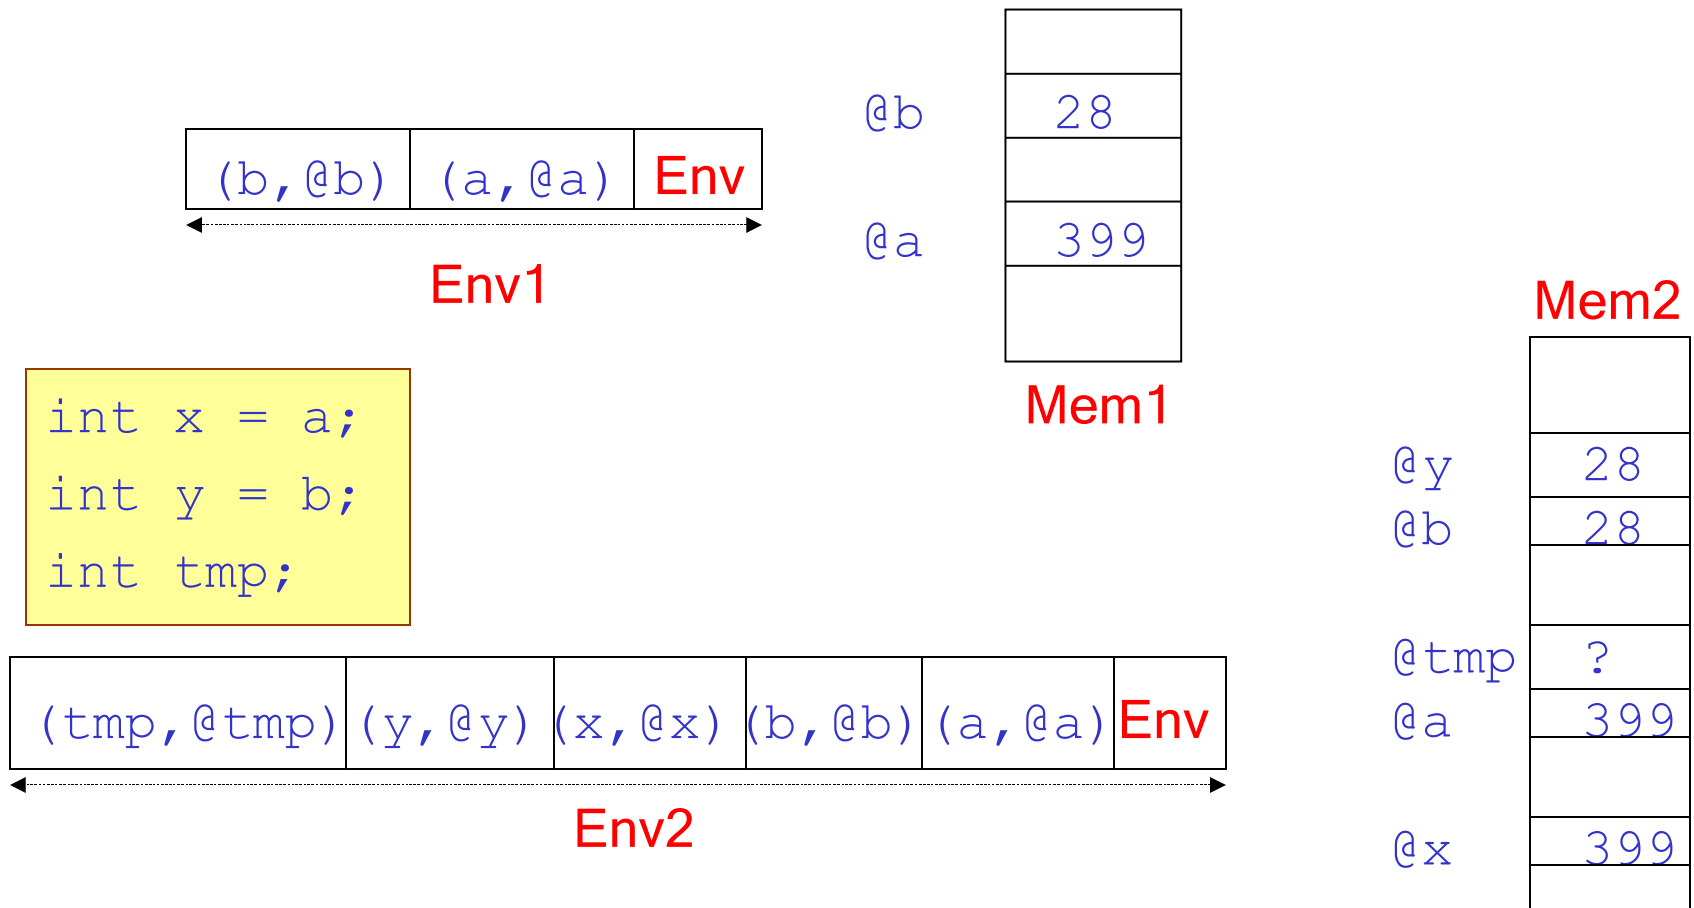 @b 28
(b,@b) (a,@a) Env
@a 399
Env1
Mem1
Mem2
int x = a;
int y = b;
int tmp;
@y 28
@b 28
@tmp ?
@a 399
@x 399
(tmp,@tmp) (y,@y) (x,@x) (b,@b) (a,@a) Env
Env2